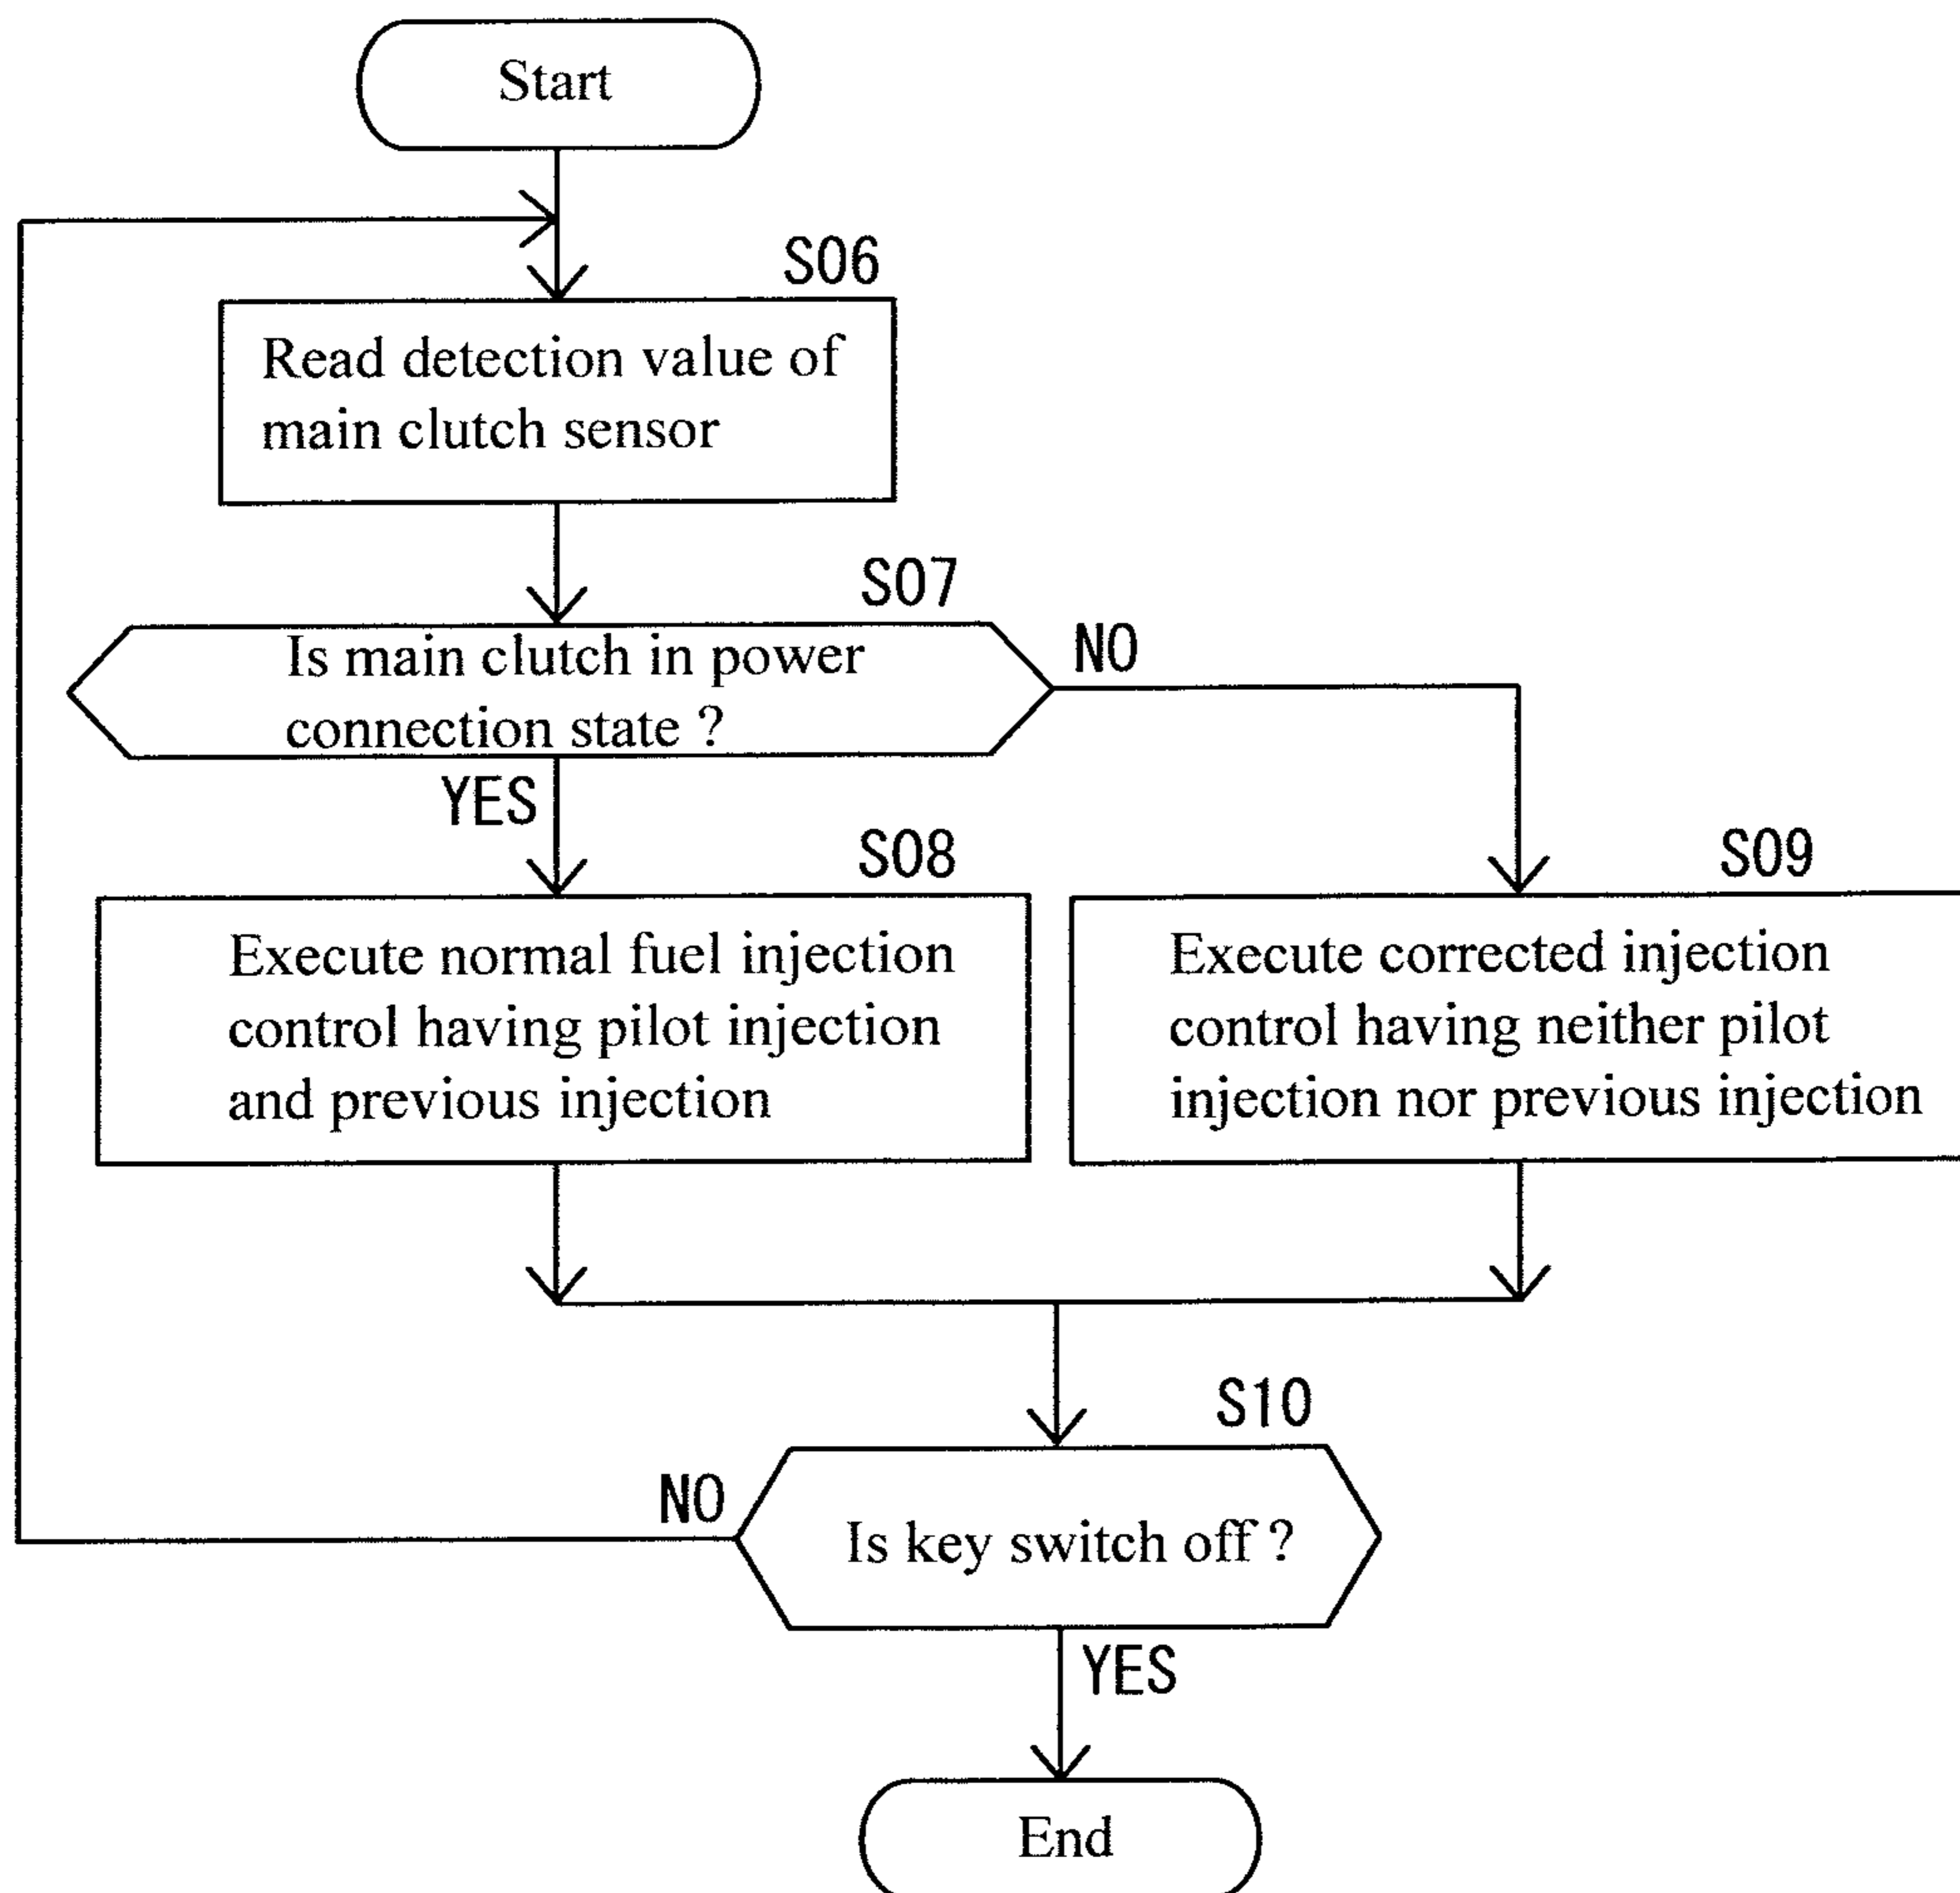 Start
S06
Read detection value of
main clutch sensor
S07
Is main clutch in power
connection state ?
NO
YES
S08
Execute normal fuel injection
control having pilot injection
and previous injection
S09
Execute corrected injection
control having neither pilot
injection nor previous injection
S10
Is key switch off ?
NO
YES
End